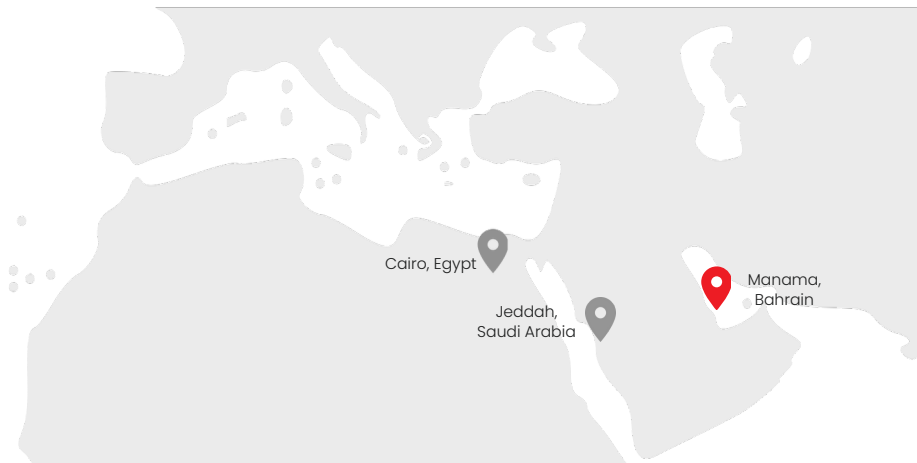 Cairo, Egypt
Manama,
Bahrain
Jeddah,
Saudi Arabia